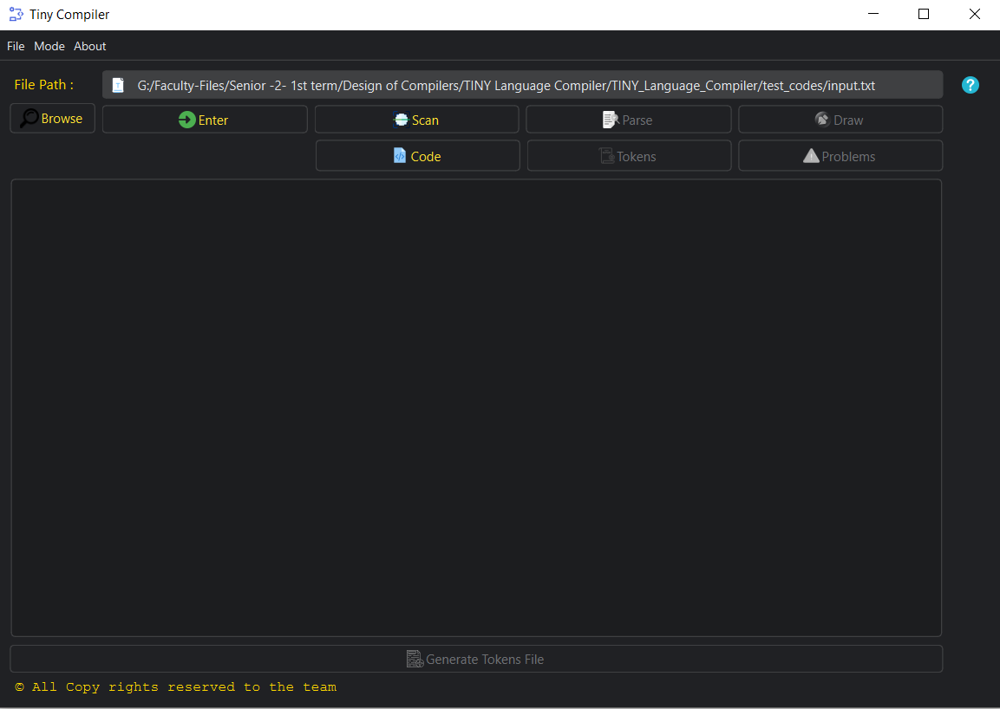 Tiny Compiler
File Mode About
File Path : G:/Faculty-Files/Senior -2- 1st term/Design of Compilers/TINY Language Compiler/TINY_Language_Compiler/test_codes/input.txt ?
Browse Enter Scan Parse Draw
Code Tokens Problems
Generate Tokens File
© All Copy rights reserved to the team